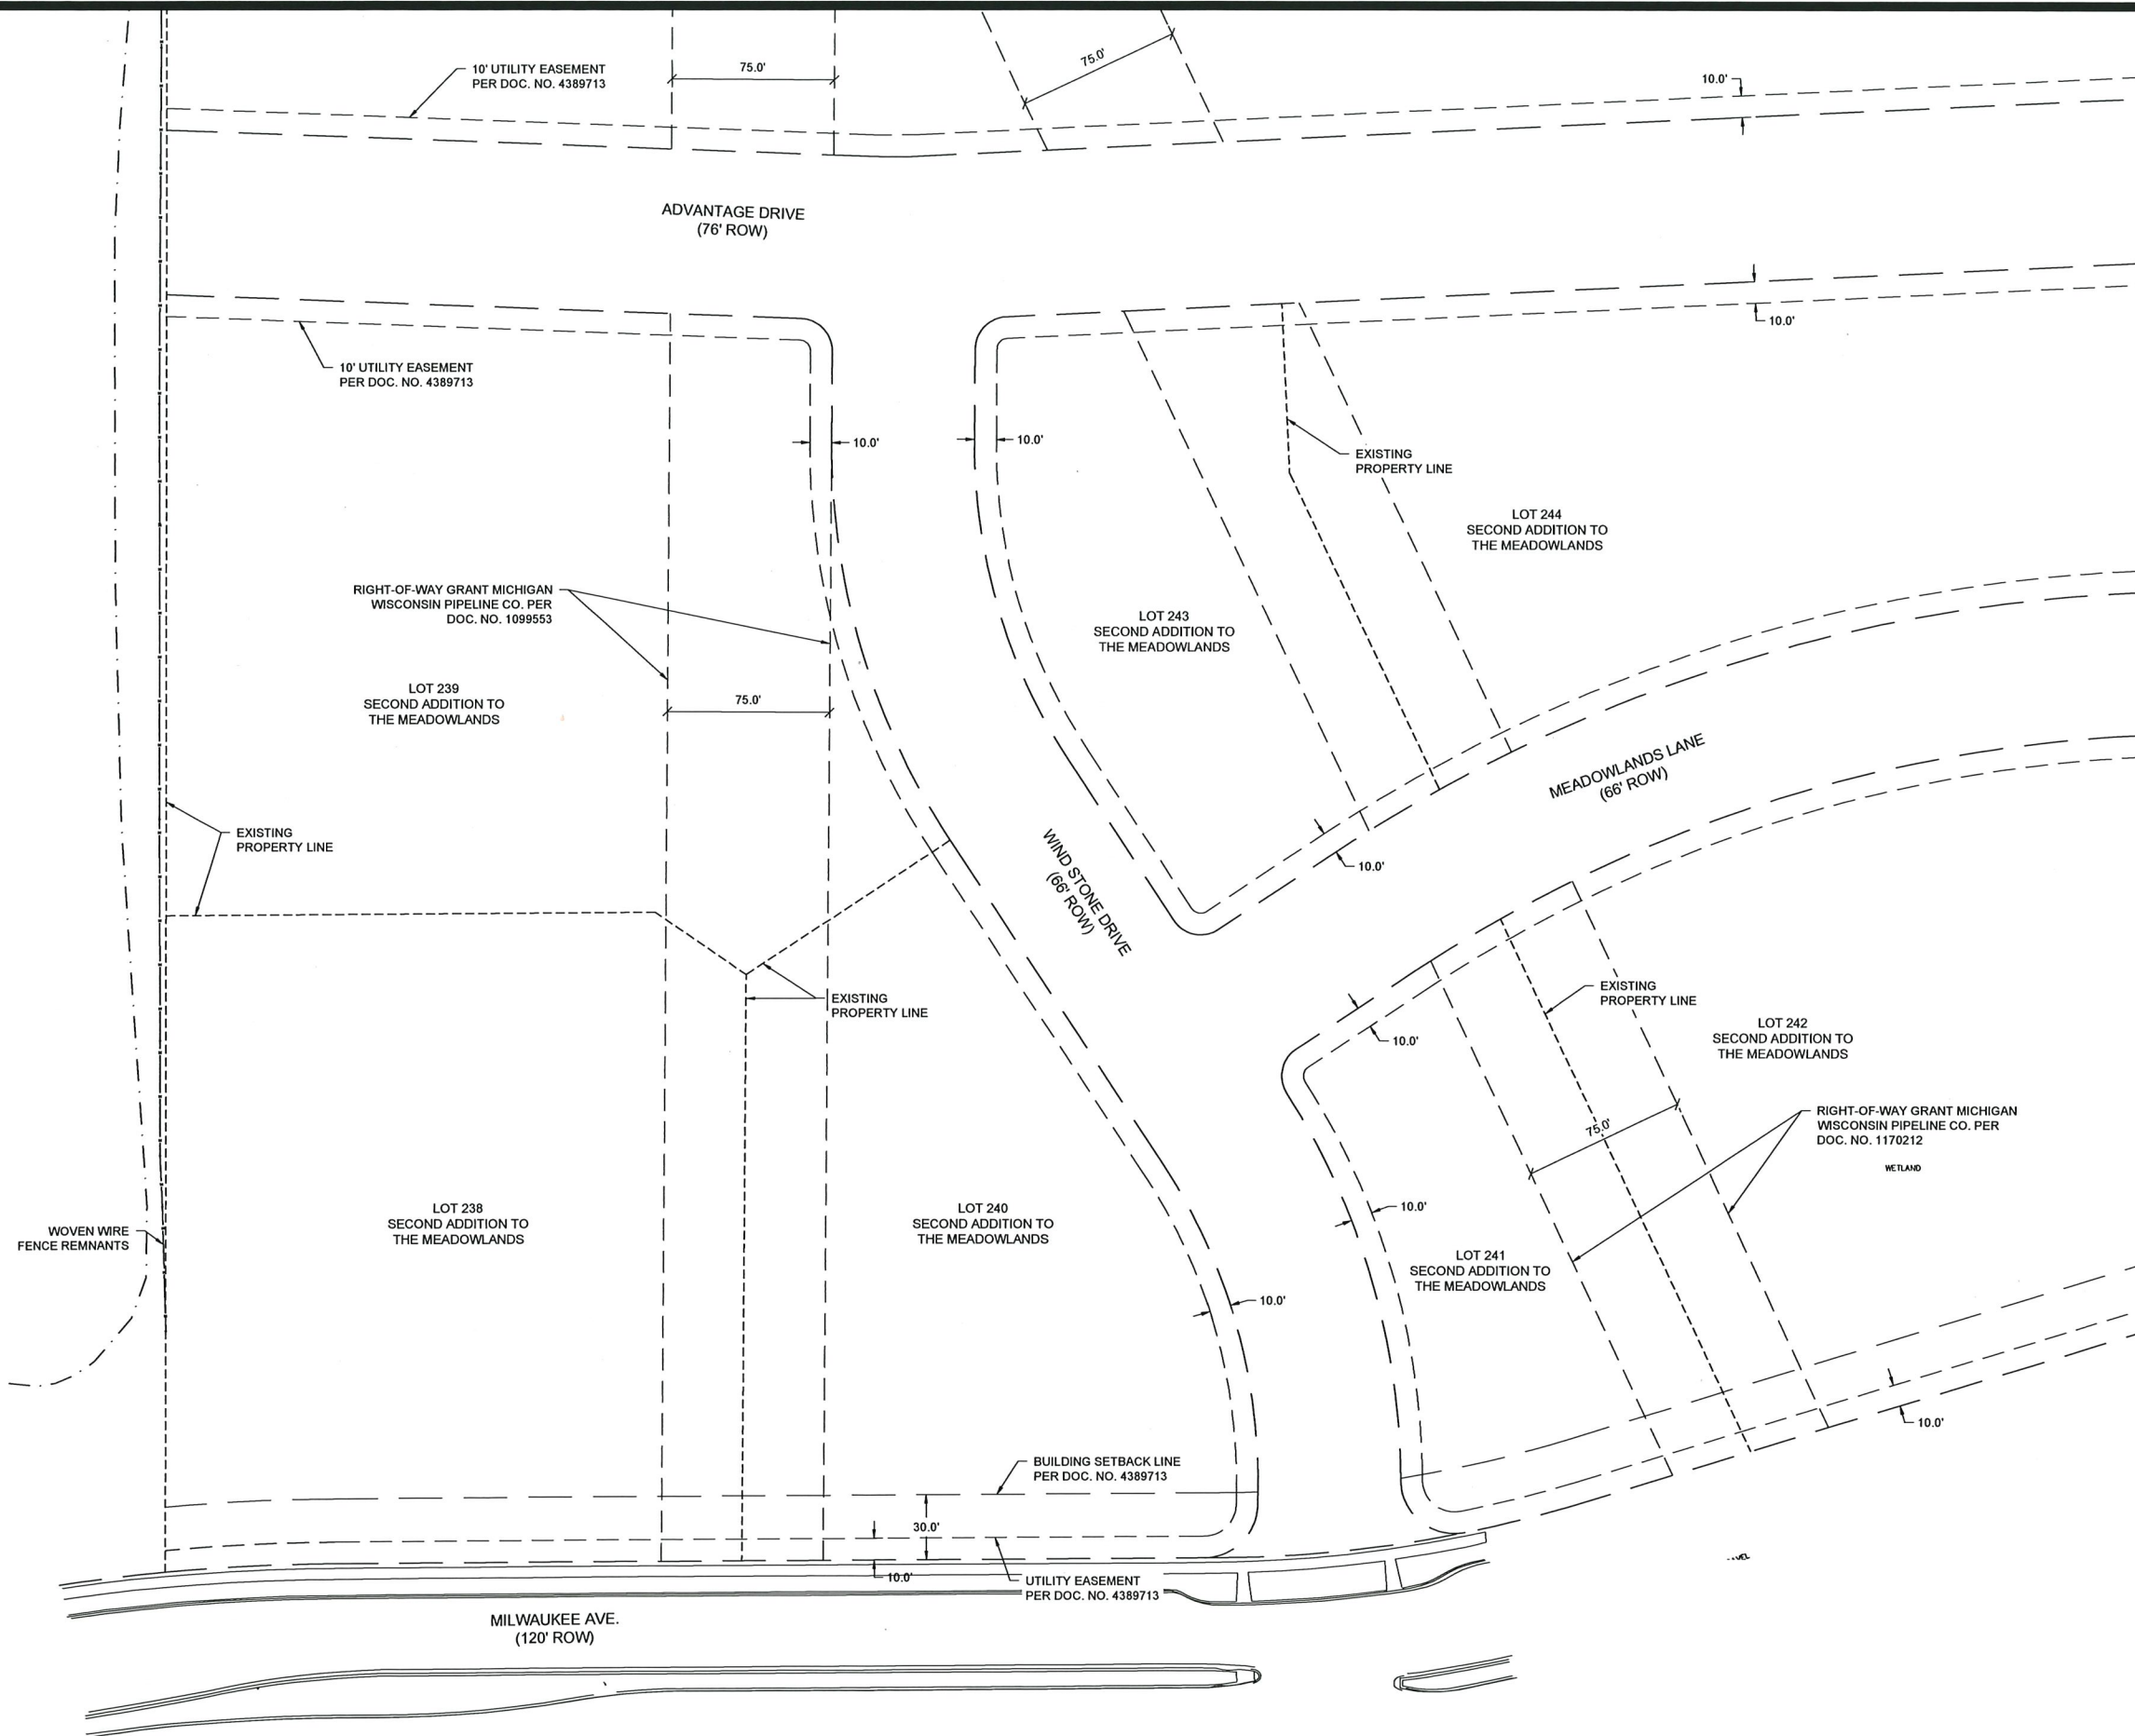 10' UTILITY EASEMENT
PER DOC. NO. 4389713
75.0'
75.0'
10.0'
ADVANTAGE DRIVE
(76' ROW)
10.0'
10' UTILITY EASEMENT
PER DOC. NO. 4389713
10.0'
10.0'
EXISTING
PROPERTY LINE
LOT 244
SECOND ADDITION TO
THE MEADOWLANDS
RIGHT-OF-WAY GRANT MICHIGAN
WISCONSIN PIPELINE CO. PER
DOC. NO. 1099553
LOT 243
SECOND ADDITION TO
THE MEADOWLANDS
LOT 239
SECOND ADDITION TO
THE MEADOWLANDS
75.0'
MEADOWLANDS LANE
(66' ROW)
EXISTING
PROPERTY LINE
WIND STONE DRIVE
(66' ROW)
10.0'
EXISTING
PROPERTY LINE
EXISTING
PROPERTY LINE
10.0'
LOT 242
SECOND ADDITION TO
THE MEADOWLANDS
75.0'
RIGHT-OF-WAY GRANT MICHIGAN
WISCONSIN PIPELINE CO. PER
DOC. NO. 1170212
WETLAND
WOVEN WIRE
FENCE REMNANTS
LOT 238
SECOND ADDITION TO
THE MEADOWLANDS
LOT 240
SECOND ADDITION TO
THE MEADOWLANDS
10.0'
LOT 241
SECOND ADDITION TO
THE MEADOWLANDS
10.0'
10.0'
BUILDING SETBACK LINE
PER DOC. NO. 4389713
30.0'
10.0'
UTILITY EASEMENT
PER DOC. NO. 4389713
MILWAUKEE AVE.
(120' ROW)